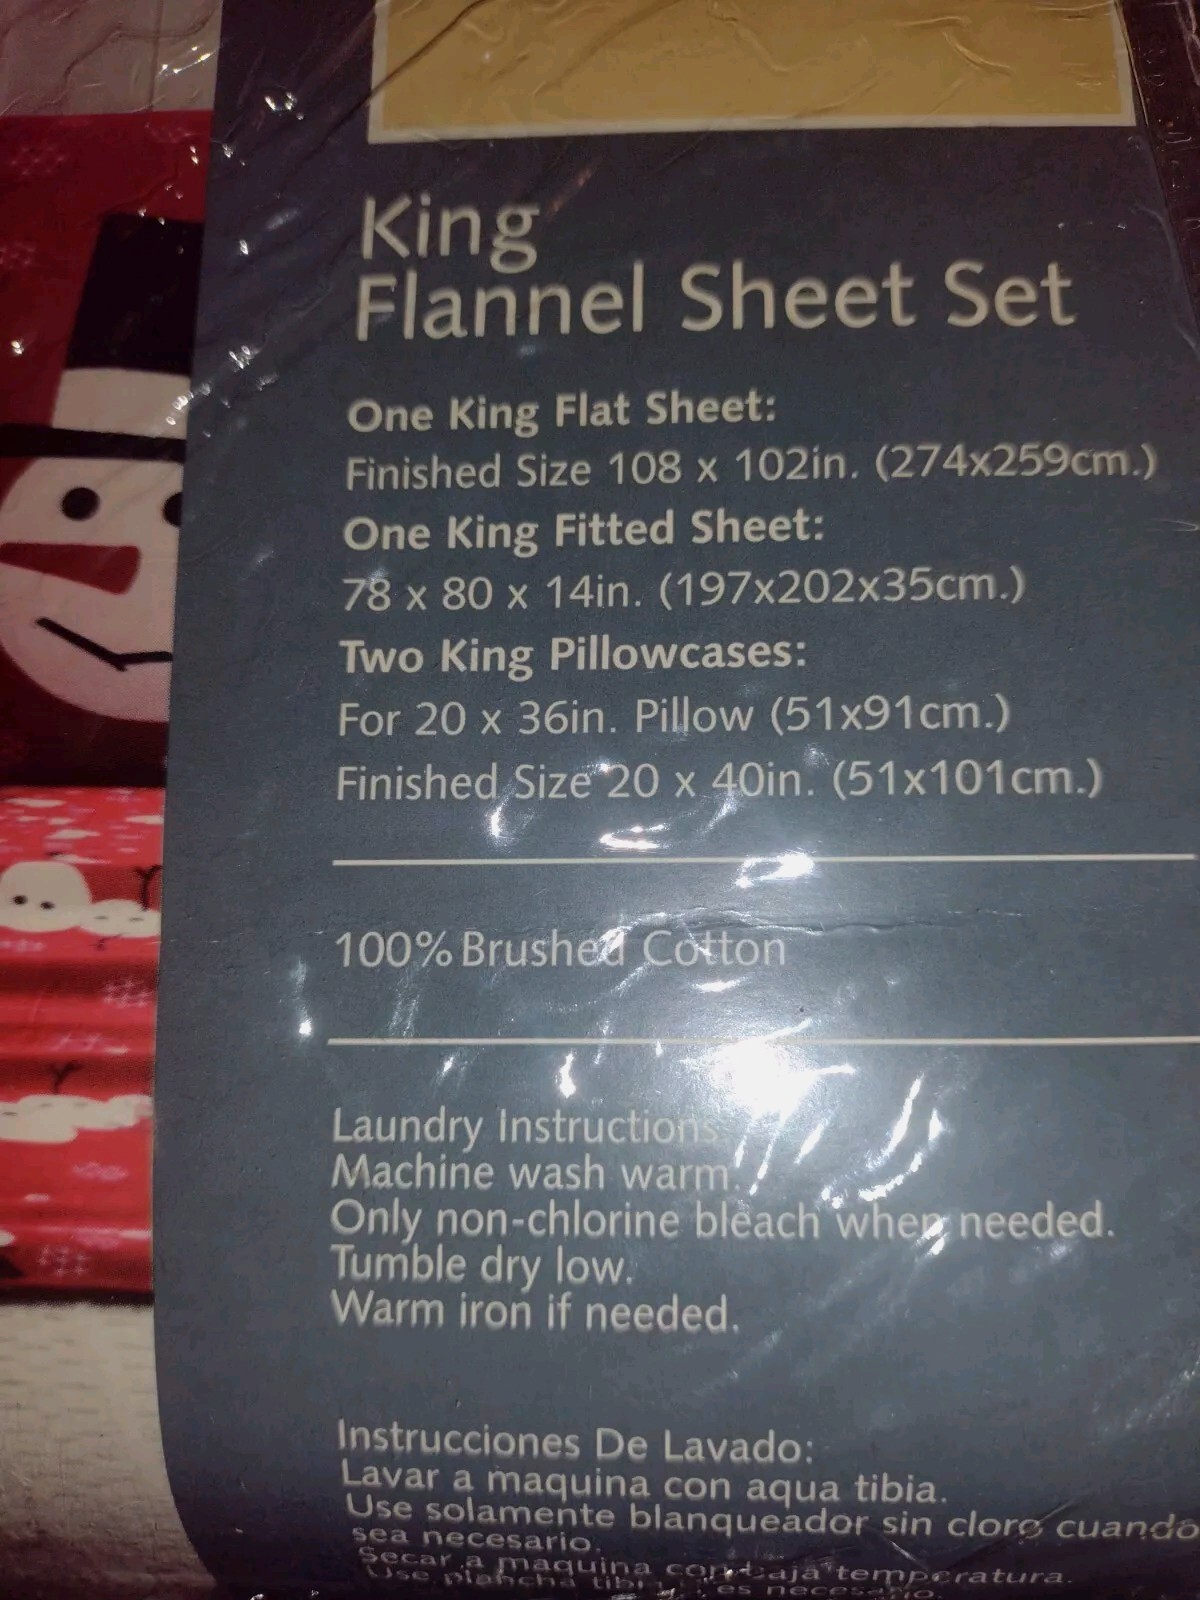 King
Flannel Sheet Set
One King Flat Sheet:
Finished Size 108 x 102in. (274x259cm.)
One King Fitted Sheet:
78 x 80 x 14in. (197x202x35cm.)
Two King Pillowcases:
For 20 x 36in. Pillow (51x91cm.)
Finished Size 20 x 40in. (51x101cm.)
100% Brushed Cotton
Laundry Instructions
Machine wash warm.
Only non-chlorine bleach when needed.
Tumble dry low.
Warm iron if needed.
Instrucciones De Lavado:
Lavar a maquina con aqua tibia.
Use solamente blanqueador sin cloro cuando
sea necesario.
Secar a maquina con baja temperatura.
Use plancha es necesario.